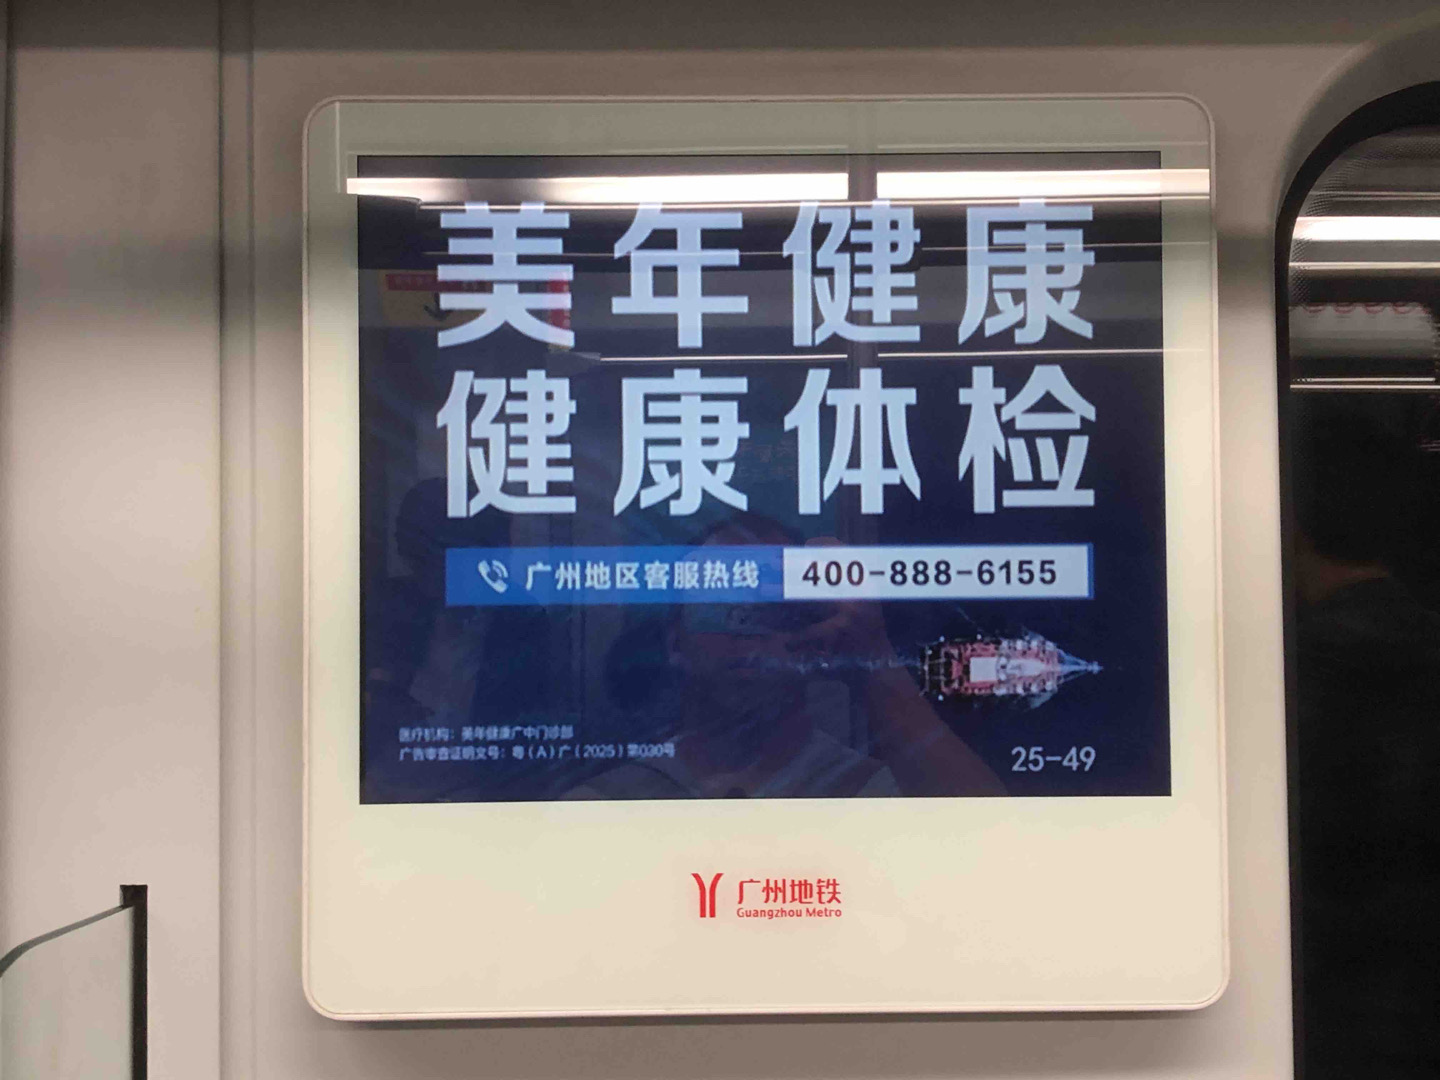 美年健康
健康体检
广州地区客服热线 400-888-6155
医疗机构：美年健康广中门诊部
广告审查证明文号：粤（A）广（2025）第030号
25-49
广州地铁
Guangzhou Metro